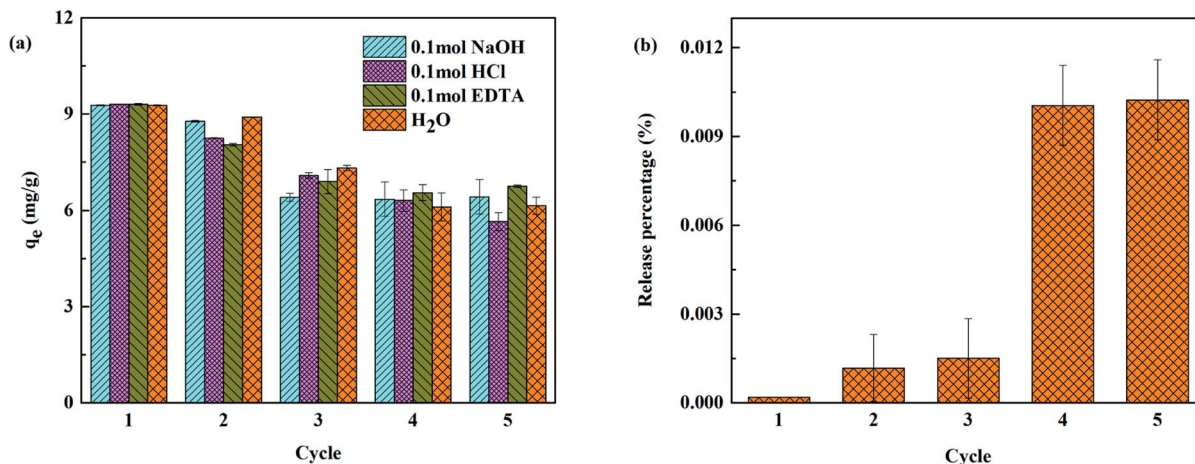 (a)
12
9
6
3
0
qe (mg/g)
0.1mol NaOH
0.1mol HCl
0.1mol EDTA
H2O
1 2 3 4 5
Cycle
(b)
0.012
0.009
0.006
0.003
0.000
Release percentage (%)
1 2 3 4 5
Cycle